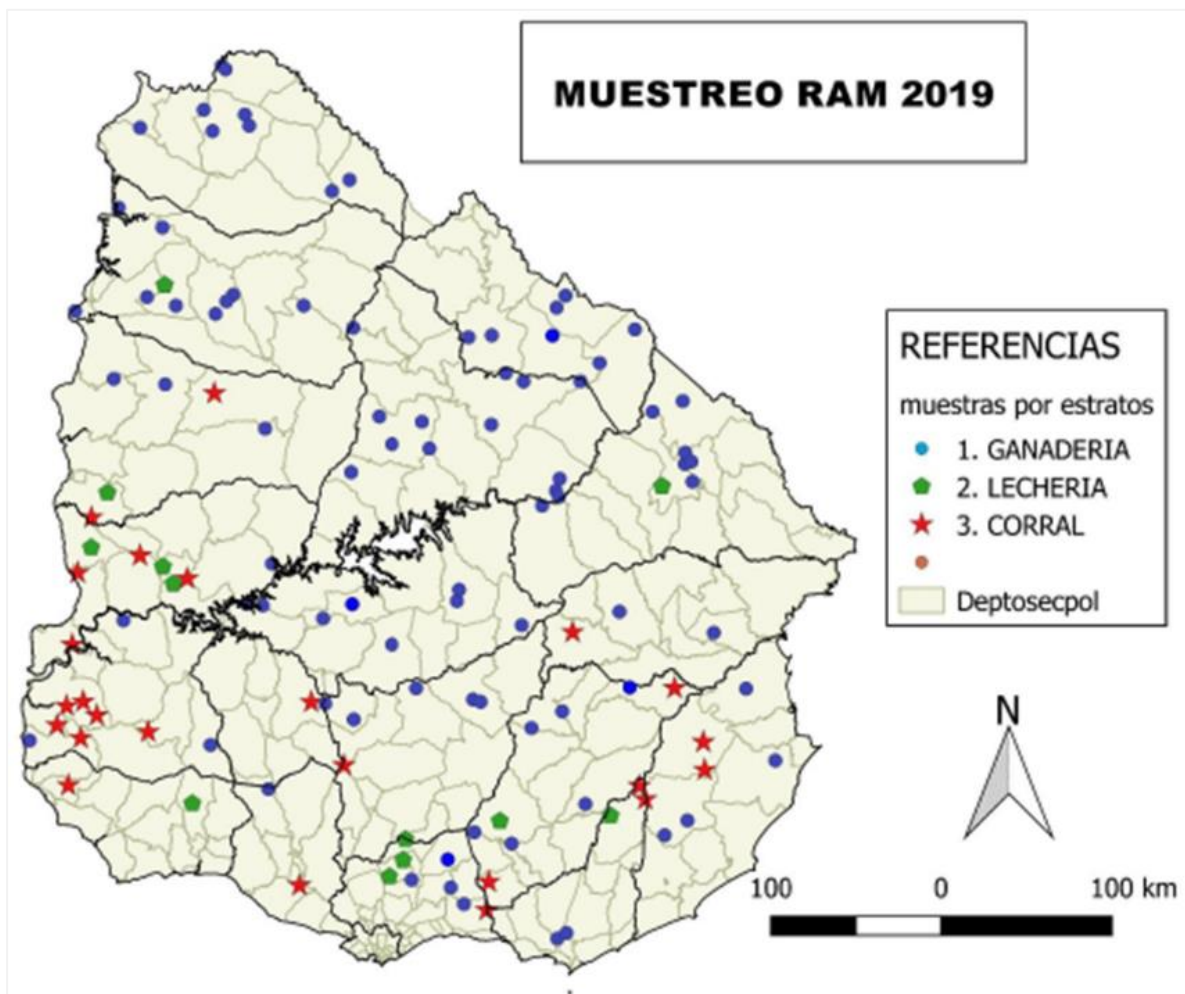 MUESTREO RAM 2019
REFERENCIAS
muestras por estratos
1. GANADERIA
2. LECHERIA
3. CORRAL
Deptosecpol
N
100 0 100 km